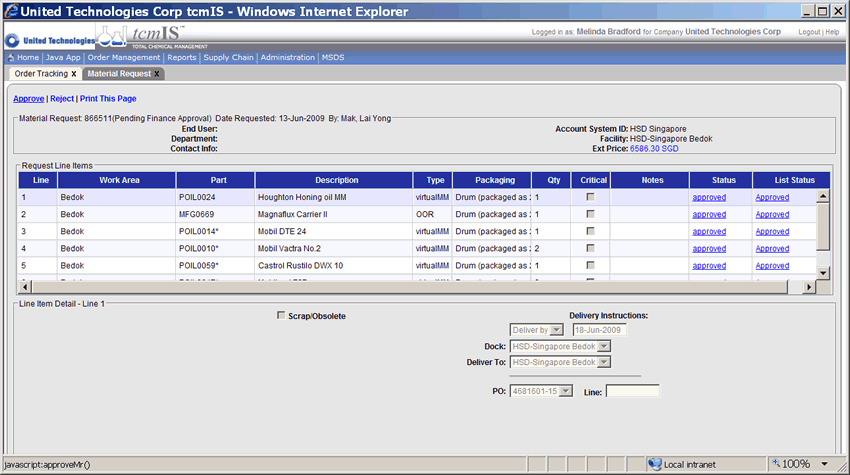 United Technologies Corp tcmIS - Windows Internet Explorer
United Technologies
tcmIS™
TOTAL CHEMICAL MANAGEMENT
Logged in as: Melinda Bradford for Company United Technologies Corp Logout | Help
Home | Java App | Order Management | Reports | Supply Chain | Administration | MSDS
Order Tracking x Material Request x
Approve | Reject | Print This Page
Material Request: 866511(Pending Finance Approval) Date Requested: 13-Jun-2009 By: Mak, Lai Yong
End User: Account System ID: HSD Singapore
Department: Facility: HSD-Singapore Bedok
Contact Info: Ext Price: 6586.30 SGD
Request Line Items
Line Work Area Part Description Type Packaging Qty Critical Notes Status List Status
1 Bedok POIL0024 Houghton Honing oil MM virtualMM Drum (packaged as 1 approved Approved
2 Bedok MFG0669 Magnaflux Carrier II OOR Drum (packaged as 1 approved Approved
3 Bedok POIL0014* Mobil DTE 24 virtualMM Drum (packaged as 1 approved Approved
4 Bedok POIL0010* Mobil Vactra No.2 virtualMM Drum (packaged as 2 approved Approved
5 Bedok POIL0059* Castrol Rustilo DWX 10 virtualMM Drum (packaged as 1 approved Approved
Line Item Detail - Line 1
Scrap/Obsolete Delivery Instructions:
Deliver by 18-Jun-2009
Dock: HSD-Singapore Bedok
Deliver To: HSD-Singapore Bedok
PO: 4681601-15 Line:
javascript:approveMr() Local intranet 100%